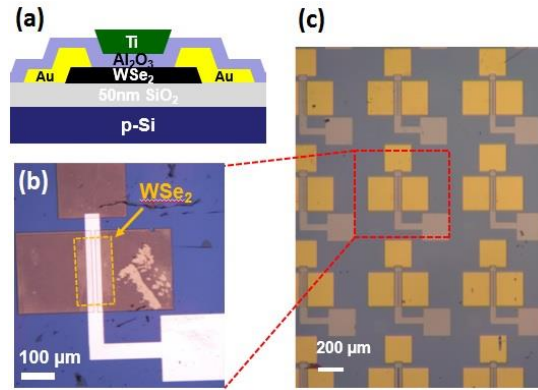 (a)
Ti
Al₂O₃
Au WSe₂ Au
50nm SiO₂
p-Si
(b)
WSe₂
100 µm
(c)
200 µm